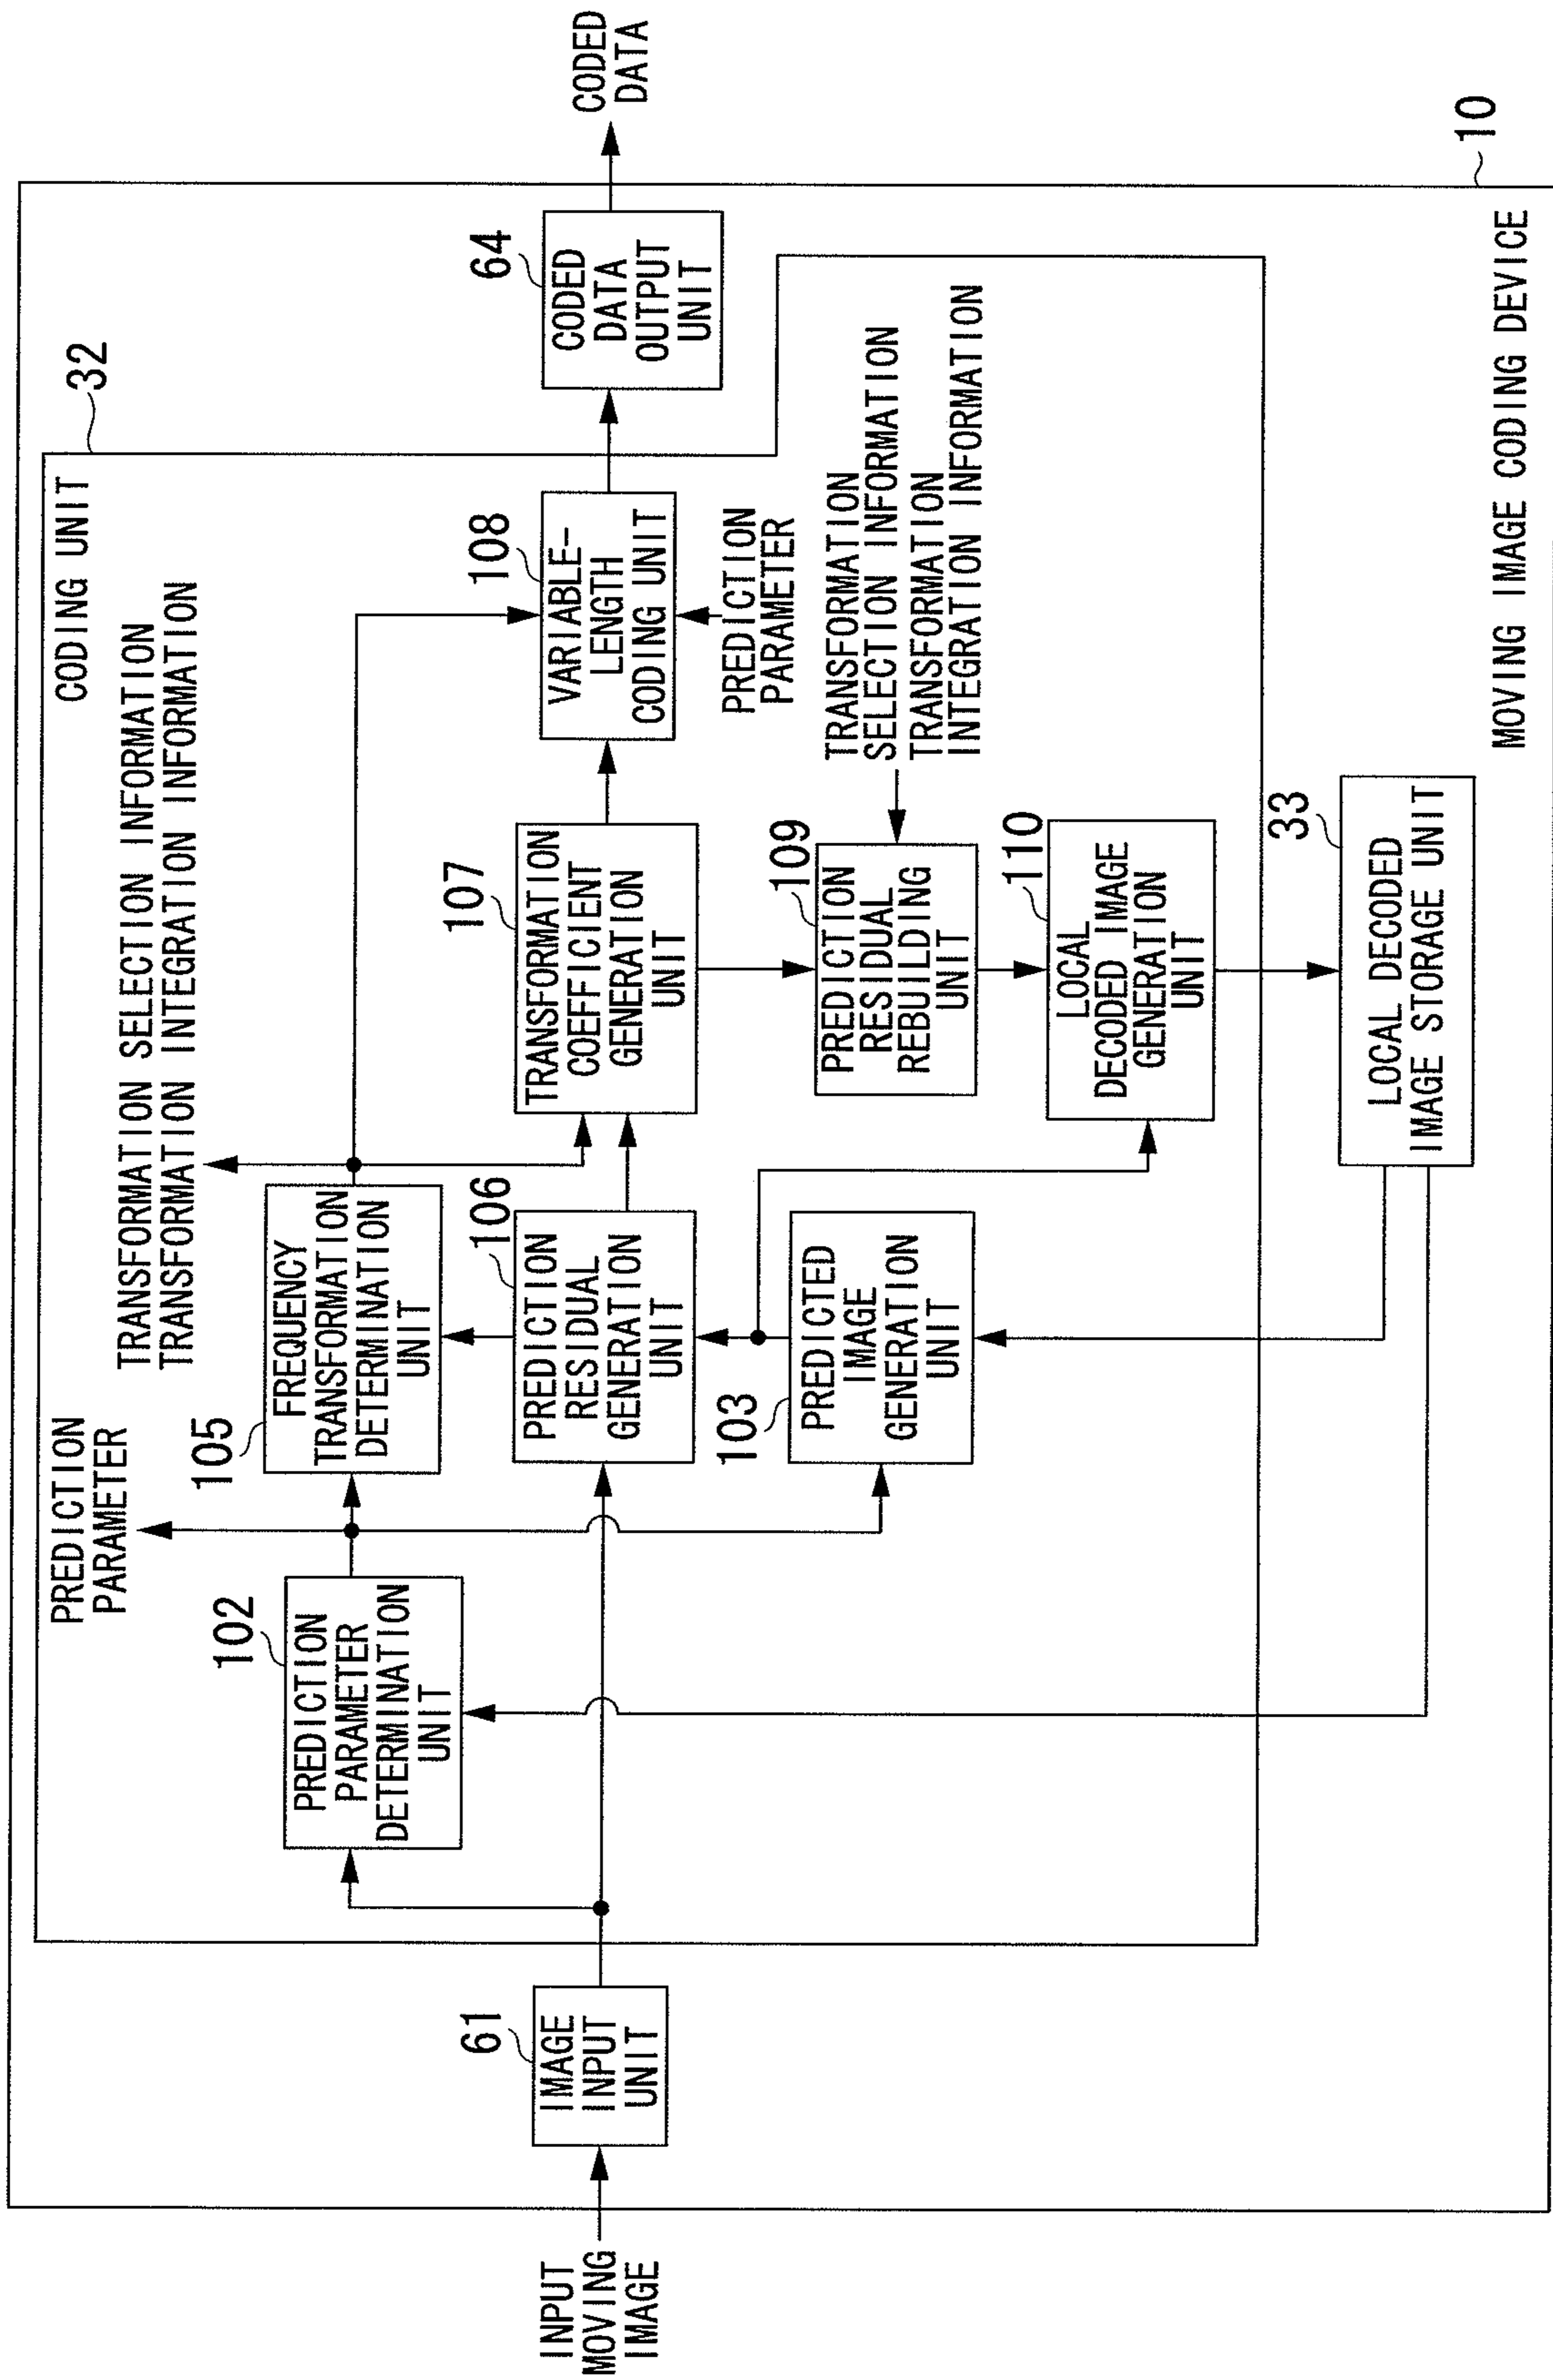 INPUT
MOVING
IMAGE
61
IMAGE
INPUT
UNIT
CODING UNIT
32
PREDICTION
PARAMETER
102
PREDICTION
PARAMETER
DETERMINATION
UNIT
TRANSFORMATION SELECTION INFORMATION
TRANSFORMATION INTEGRATION INFORMATION
105
FREQUENCY
TRANSFORMATION
DETERMINATION
UNIT
106
PREDICTION
RESIDUAL
GENERATION
UNIT
103
PREDICTED
IMAGE
GENERATION
UNIT
107
TRANSFORMATION
COEFFICIENT
GENERATION
UNIT
108
VARIABLE-
LENGTH
CODING UNIT
PREDICTION
PARAMETER
64
CODED
DATA
OUTPUT
UNIT
CODED
DATA
TRANSFORMATION
SELECTION INFORMATION
TRANSFORMATION
INTEGRATION INFORMATION
109
PREDICTION
RESIDUAL
REBUILDING
UNIT
110
LOCAL
DECODED IMAGE
GENERATION
UNIT
33
LOCAL DECODED
IMAGE STORAGE UNIT
MOVING IMAGE CODING DEVICE
10